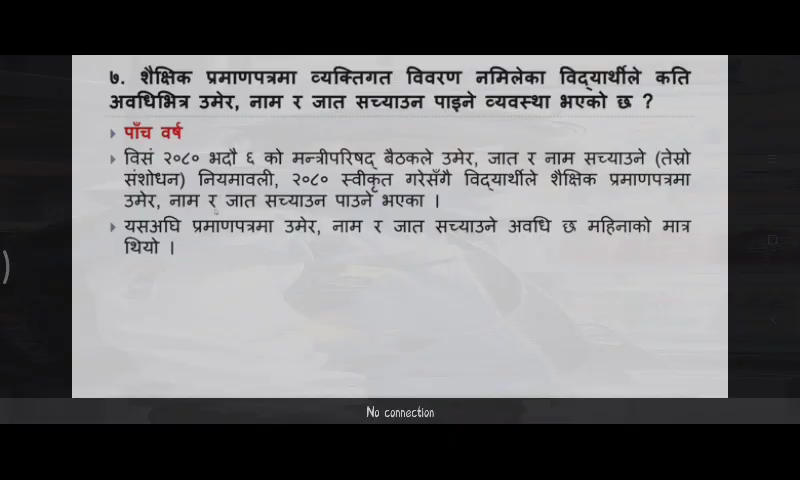 ७. शैक्षिक प्रमाणपत्रमा व्यक्तिगत विवरण नमिलेका विद्यार्थीले कति
अवधिभित्र उमेर, नाम र जात सच्याउन पाइने व्यवस्था भएको छ ?
पाँच वर्ष
विसं २०८० भदौ ६ को मन्त्रीपरिषद् बैठकले उमेर, जात र नाम सच्याउने (तेस्रो
संशोधन) नियमावली, २०८० स्वीकृत गरेसँगै विद्यार्थीले शैक्षिक प्रमाणपत्रमा
उमेर, नाम र जात सच्याउन पाउने भएका ।
यसअघि प्रमाणपत्रमा उमेर, नाम र जात सच्याउने अवधि छ महिनाको मात्र
थियो ।
No connection